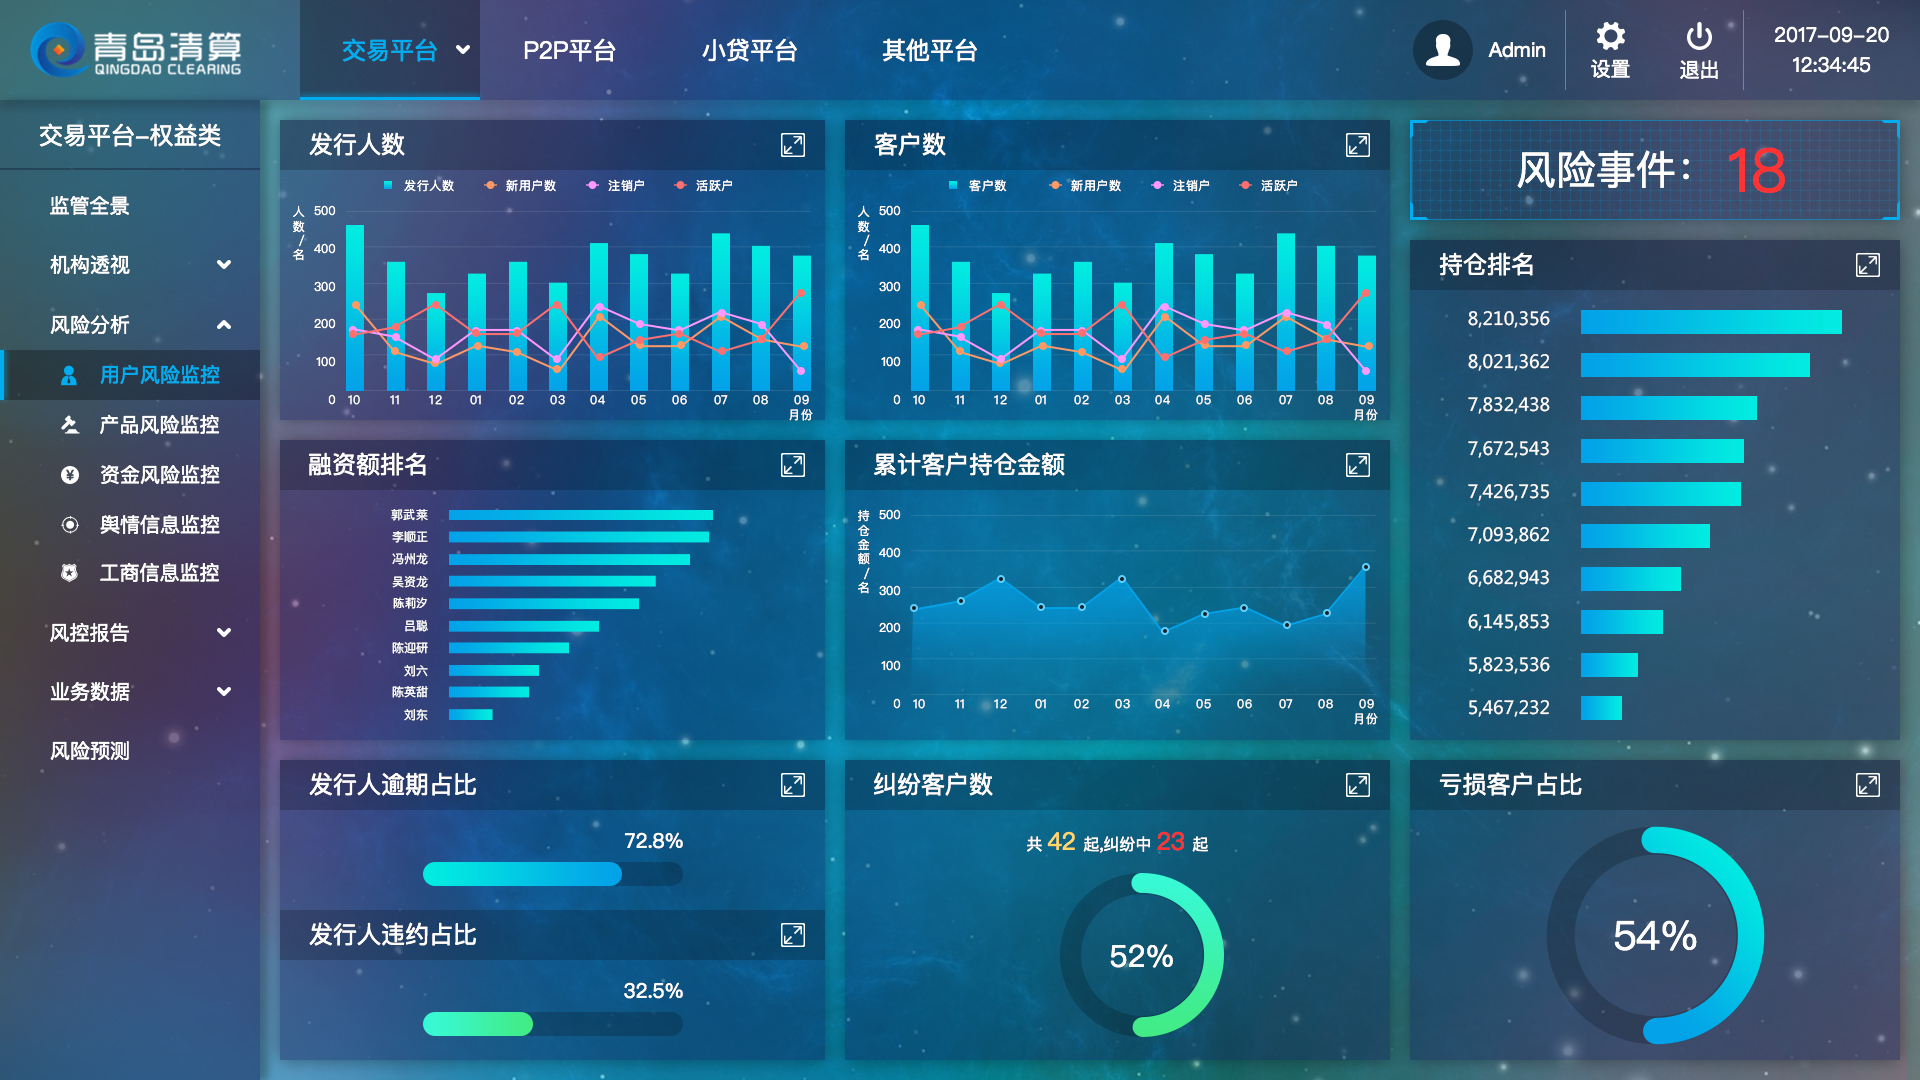 青岛清算
QINGDAO CLEARING
交易平台
P2P平台
小贷平台
其他平台
Admin
设置
退出
2017-09-20
12:34:45
交易平台-权益类
监管全景
机构透视
风险分析
用户风险监控
产品风险监控
资金风险监控
舆情信息监控
工商信息监控
风控报告
业务数据
风险预测
发行人数
发行人数 新用户数 注销户 活跃户
人数/名
500
400
300
200
100
0
10 11 12 01 02 03 04 05 06 07 08 09
月份
客户数
客户数 新用户数 注销户 活跃户
人数/名
500
400
300
200
100
0
10 11 12 01 02 03 04 05 06 07 08 09
月份
风险事件: 18
持仓排名
8,210,356
8,021,362
7,832,438
7,672,543
7,426,735
7,093,862
6,682,943
6,145,853
5,823,536
5,467,232
融资额排名
郭武莱
李顺正
冯州龙
吴资龙
陈莉汐
吕聪
陈迎研
刘六
陈英甜
刘东
累计客户持仓金额
持仓金额/名
500
400
300
200
100
0
10 11 12 01 02 03 04 05 06 07 08 09
月份
发行人逾期占比
72.8%
发行人违约占比
32.5%
纠纷客户数
共 42 起,纠纷中 23 起
52%
亏损客户占比
54%